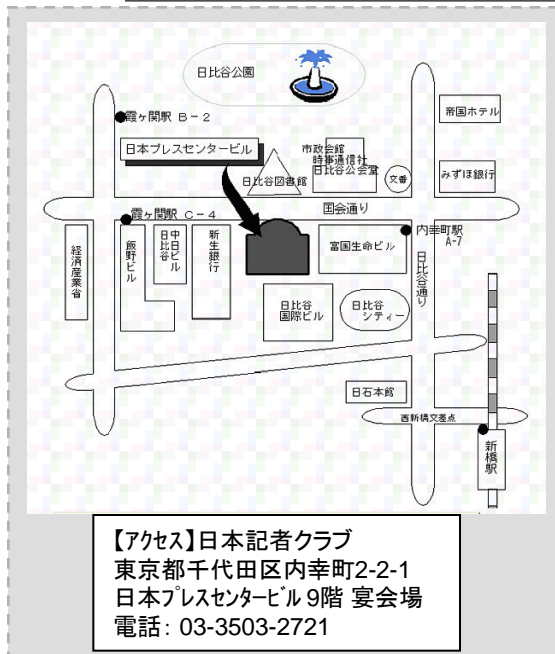 日比谷公園
霞ヶ関駅 B-2
帝国ホテル
日本プレスセンタービル
市政会館
時事通信社
日比谷公会堂
日比谷図書館
交番
みずほ銀行
国会通り
霞ヶ関駅 C-4
内幸町駅
A-7
経済産業省
飯野ビル
中日ビル
日比谷
新生銀行
富国生命ビル
日比谷通り
日比谷
国際ビル
日比谷
シティー
日石本館
西新橋交差点
新橋駅
【アクセス】日本記者クラブ
東京都千代田区内幸町2-2-1
日本プレスセンタービル9階 宴会場
電話: 03-3503-2721